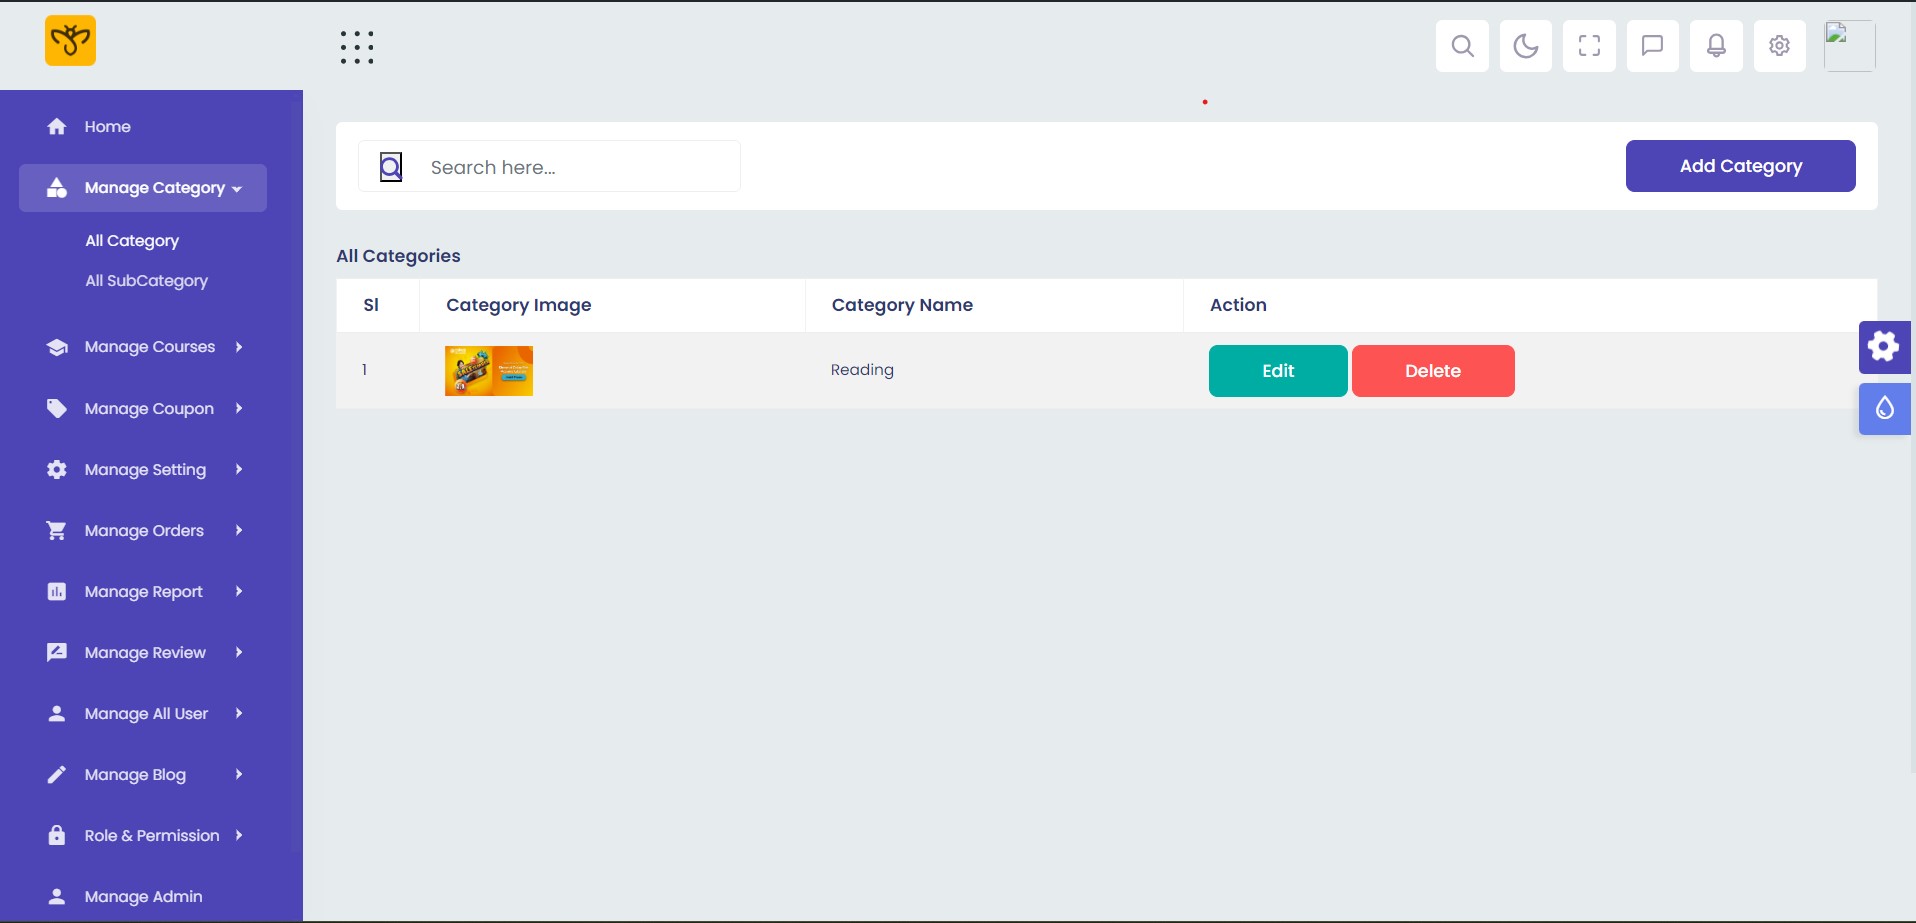 Home
Manage Category
All Category
All SubCategory
Manage Courses
Manage Coupon
Manage Setting
Manage Orders
Manage Report
Manage Review
Manage All User
Manage Blog
Role & Permission
Manage Admin
Search here...
Add Category
All Categories
Sl Category Image Category Name Action
1 Reading Edit Delete